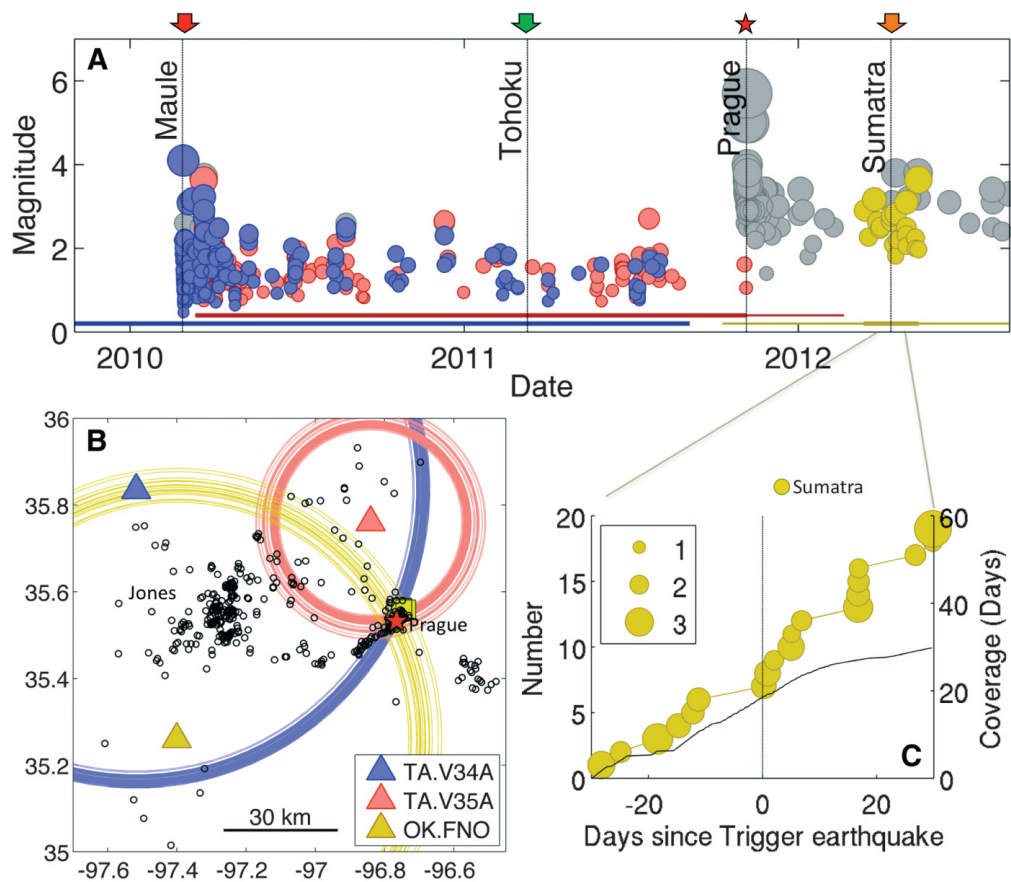 A
Maule
Tohoku
Prague
Sumatra
Magnitude
6
4
2
0
2010
2011
2012
Date
B
36
35.8
35.6
35.4
35.2
35
Jones
Prague
TA.V34A
TA.V35A
OK.FNO
30 km
-97.6
-97.4
-97.2
-97
-96.8
-96.6
Sumatra
20
15
10
5
0
Number
1
2
3
60
40
20
0
Coverage (Days)
C
-20
0
20
Days since Trigger earthquake